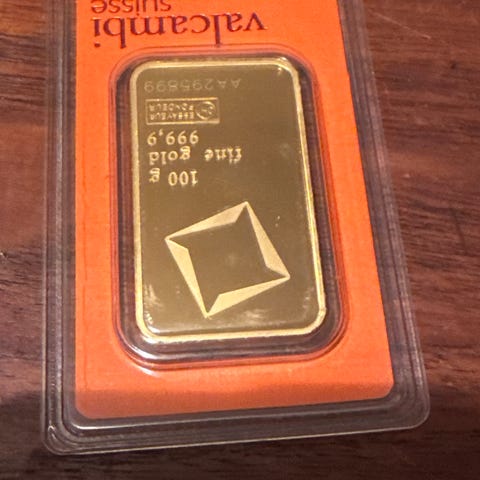 100 g
fine gold
999,9
ESSAYEUR
FONDEUR
AA295899
valcambi
SUISSE